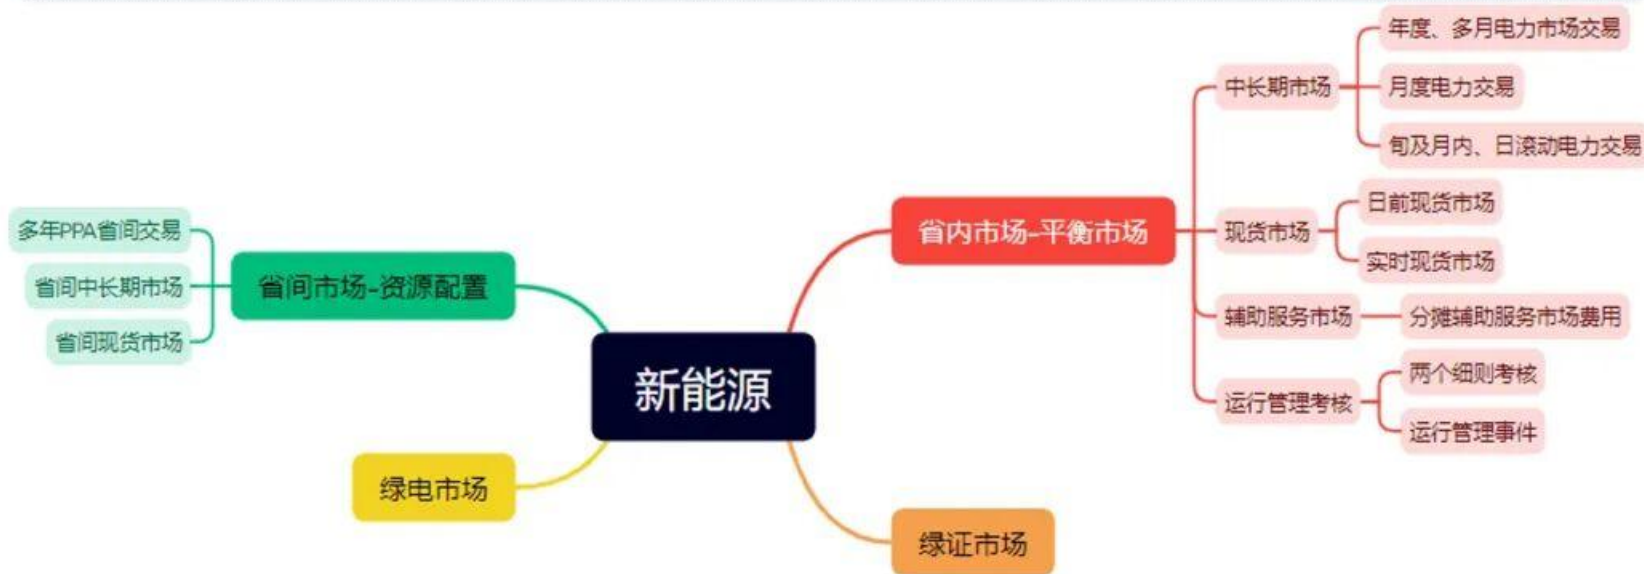 年度、多月电力市场交易
中长期市场
月度电力交易
旬及月内、日滚动电力交易
日前现货市场
多年PPA省间交易
省内市场-平衡市场
现货市场
实时现货市场
省间中长期市场
省间市场-资源配置
辅助服务市场
分摊辅助服务市场费用
省间现货市场
新能源
两个细则考核
运行管理考核
运行管理事件
绿电市场
绿证市场